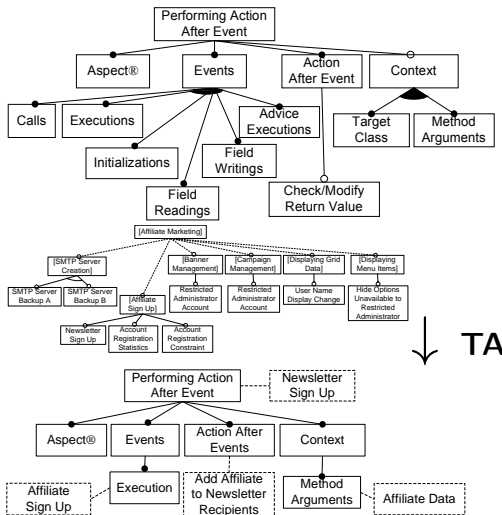 Performing Action
After Event
Aspect®
Events
Action
After Event
Context
Calls
Executions
Advice
Executions
Target
Class
Method
Arguments
Initializations
Field
Writings
Field
Readings
Check/Modify
Return Value
[Affiliate Marketing]
[SMTP Server
Creation]
[Banner
Management]
[Campaign
Management]
[Displaying Grid
Data]
[Displaying
Menu Items]
SMTP Server
Backup A
SMTP Server
Backup B
[Affiliate
Sign Up]
Restricted
Administrator
Account
Restricted
Administrator
Account
User Name
Display Change
Hide Options
Unavailable to
Restricted
Administrator
Newsletter
Sign Up
Account
Registration
Statistics
Account
Registration
Constraint
TA
Performing Action
After Event
Newsletter
Sign Up
Aspect®
Events
Action After
Events
Context
Affiliate
Sign Up
Execution
Add Affiliate
to Newsletter
Recipients
Method
Arguments
Affiliate Data